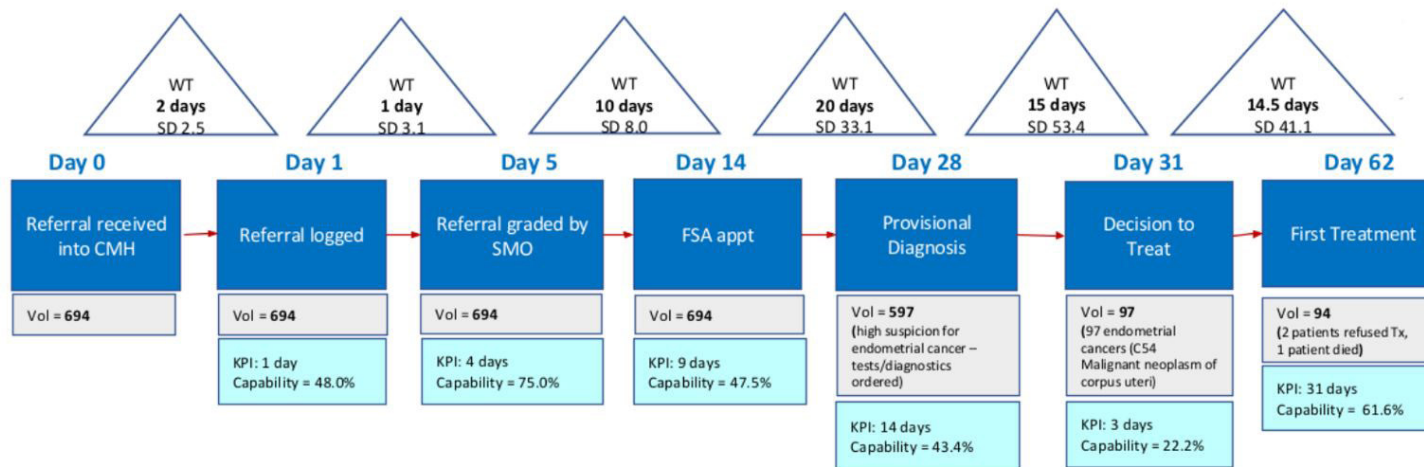 WT
2 days
SD 2.5
WT
1 day
SD 3.1
WT
10 days
SD 8.0
WT
20 days
SD 33.1
WT
15 days
SD 53.4
WT
14.5 days
SD 41.1
Day 0
Day 1
Day 5
Day 14
Day 28
Day 31
Day 62
Referral received
into CMH
Referral logged
Referral graded by
SMO
FSA appt
Provisional
Diagnosis
Decision to
Treat
First Treatment
Vol = 694
Vol = 694
KPI: 1 day
Capability = 48.0%
Vol = 694
KPI: 4 days
Capability = 75.0%
Vol = 694
KPI: 9 days
Capability = 47.5%
Vol = 597
(high suspicion for
endometrial cancer –
tests/diagnostics
ordered)
KPI: 14 days
Capability = 43.4%
Vol = 97
(97 endometrial
cancers (C54
Malignant neoplasm of
corpus uteri)
KPI: 3 days
Capability = 22.2%
Vol = 94
(2 patients refused Tx,
1 patient died)
KPI: 31 days
Capability = 61.6%